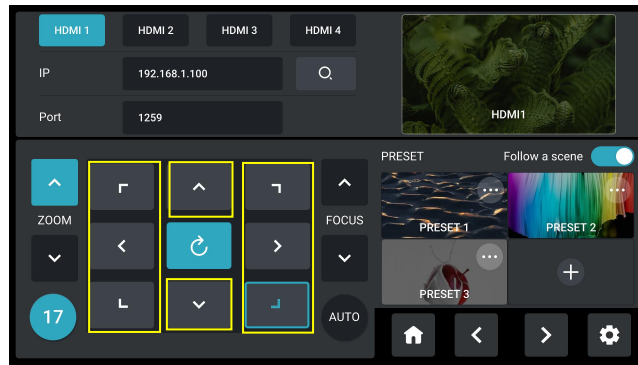 HDMI 1 HDMI 2 HDMI 3 HDMI 4
IP 192.168.1.100
Port 1259
HDMI1
PRESET Follow a scene
ZOOM
FOCUS
PRESET 1 PRESET 2
PRESET 3
17
AUTO